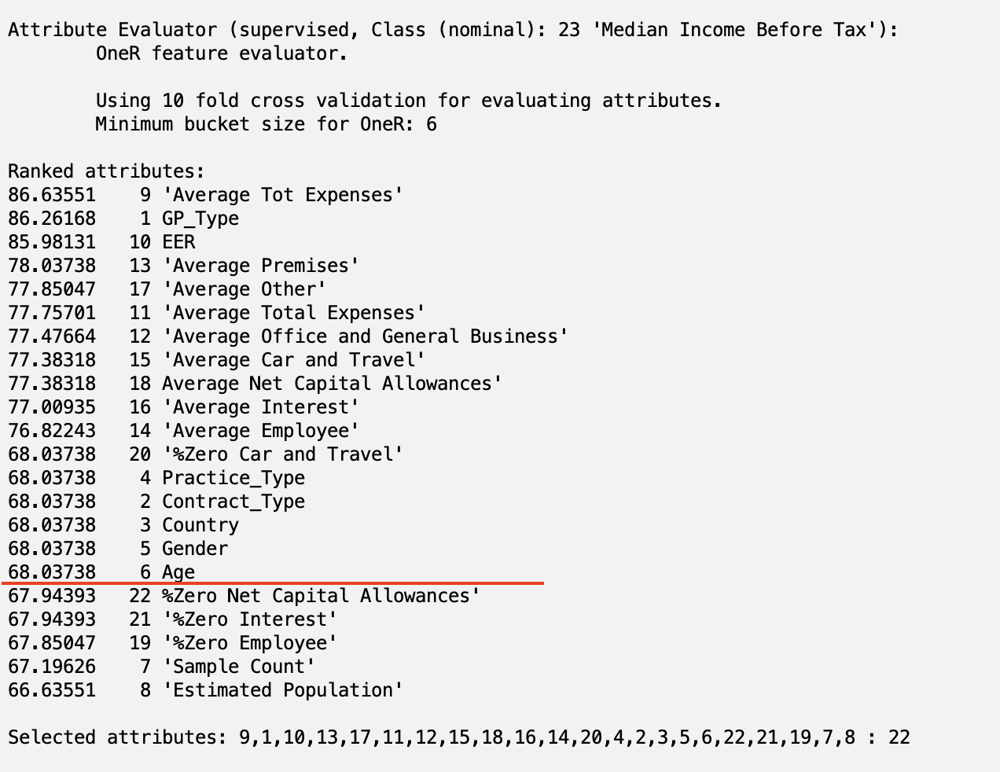 Attribute Evaluator (supervised, Class (nominal): 23 'Median Income Before Tax'):
OneR feature evaluator.
Using 10 fold cross validation for evaluating attributes.
Minimum bucket size for OneR: 6
Ranked attributes:
86.63551 9 'Average Tot Expenses'
86.26168 1 GP_Type
85.98131 10 EER
78.03738 13 'Average Premises'
77.85047 17 'Average Other'
77.75701 11 'Average Total Expenses'
77.47664 12 'Average Office and General Business'
77.38318 15 'Average Car and Travel'
77.38318 18 Average Net Capital Allowances'
77.00935 16 'Average Interest'
76.82243 14 'Average Employee'
68.03738 20 '%Zero Car and Travel'
68.03738 4 Practice_Type
68.03738 2 Contract_Type
68.03738 3 Country
68.03738 5 Gender
68.03738 6 Age
67.94393 22 %Zero Net Capital Allowances'
67.94393 21 '%Zero Interest'
67.85047 19 '%Zero Employee'
67.19626 7 'Sample Count'
66.63551 8 'Estimated Population'
Selected attributes: 9,1,10,13,17,11,12,15,18,16,14,20,4,2,3,5,6,22,21,19,7,8 : 22